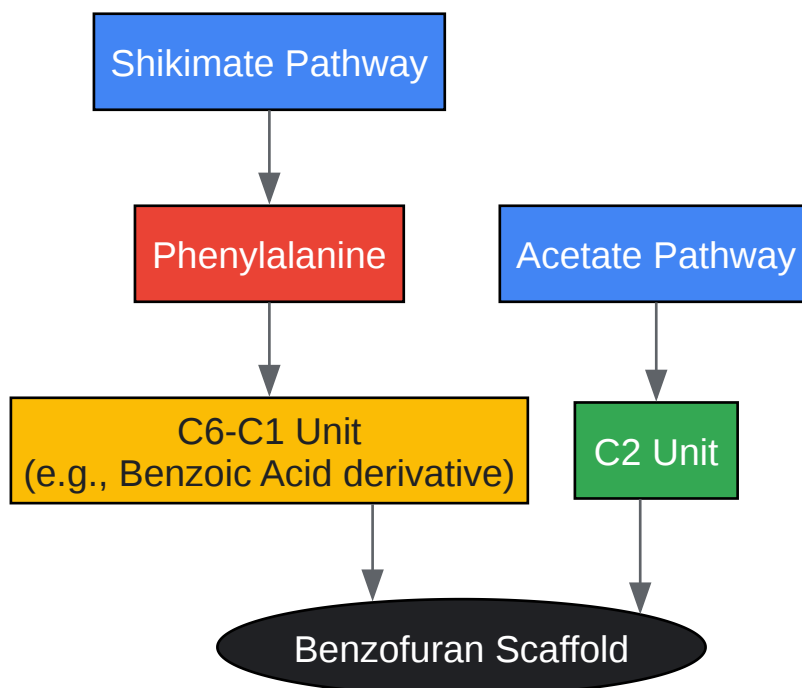 Shikimate Pathway
Phenylalanine
Acetate Pathway
C6-C1 Unit
(e.g., Benzoic Acid derivative)
C2 Unit
Benzofuran Scaffold